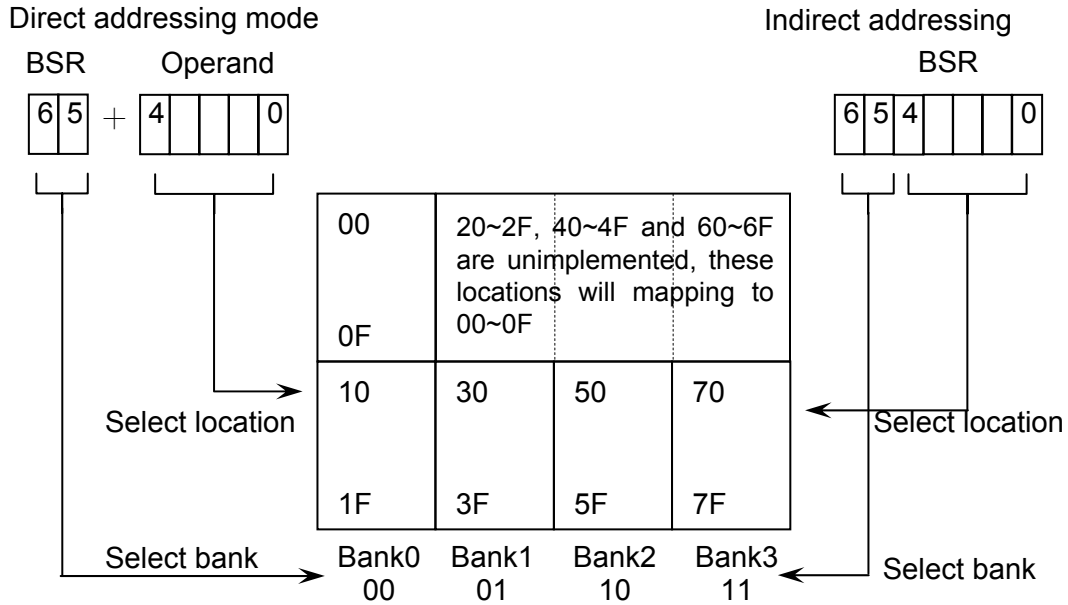 Direct addressing mode
Indirect addressing
BSR Operand
BSR
6 5 + 4 0
6 5 4 0
00
20~2F, 40~4F and 60~6F
are unimplemented, these
locations will mapping to
00~0F
0F
10 30 50 70
Select location
Select location
1F 3F 5F 7F
Select bank
Bank0 Bank1 Bank2 Bank3
Select bank
00 01 10 11